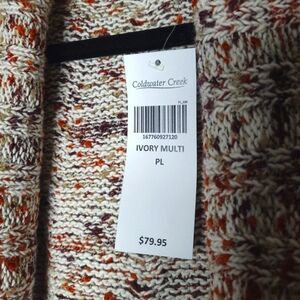 Coldwater Creek
167760927120
IVORY MULTI
PL
$79.95